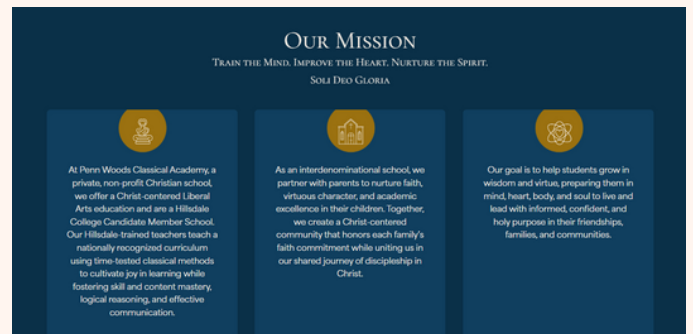 Our Mission
Train the Mind. Improve the Heart. Nurture the Spirit.
Soli Deo Gloria
At Penn Woods Classical Academy, a
private, non-profit Christian school,
we offer a Christ-centered Liberal
Arts education and are a Hillsdale
College Candidate Member School.
Our Hillsdale-trained teachers teach a
nationally recognized curriculum
using time-tested classical methods
to cultivate joy in learning while
fostering skill and content mastery,
logical reasoning, and effective
communication.
As an interdenominational school, we
partner with parents to nurture faith,
virtuous character, and academic
excellence in their children. Together,
we create a Christ-centered
community that honors each family's
faith commitment while uniting us in
our shared journey of discipleship in
Christ.
Our goal is to help students grow in
wisdom and virtue, preparing them in
mind, heart, body, and soul to live and
lead with informed, confident, and
holy purpose in their friendships,
families, and communities.